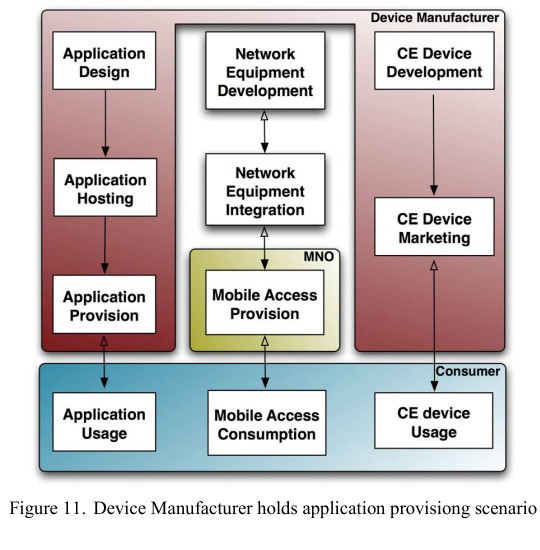 Device Manufacturer
Application
Design
Network
Equipment
Development
CE Device
Development
Application
Hosting
Network
Equipment
Integration
CE Device
Marketing
MNO
Application
Provision
Mobile Access
Provision
Consumer
Application
Usage
Mobile Access
Consumption
CE device
Usage
Figure 11. Device Manufacturer holds application provisiong scenario